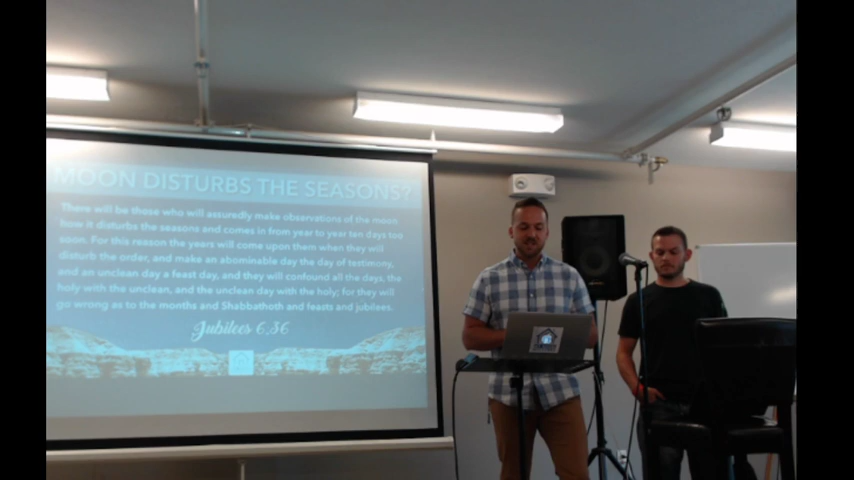 MOON DISTURBS THE SEASONS?
There will be those who will assuredly make observations of the moon
how it disturbs the seasons and comes in from year to year ten days too
soon. For this reason the years will come upon them when they will
disturb the order, and make an abominable day the day of testimony,
and an unclean day a feast day, and they will confound all the days, the
holy with the unclean, and the unclean day with the holy; for they will
go wrong as to the months and Shabbathoth and feasts and jubilees.
Jubilees 6:36